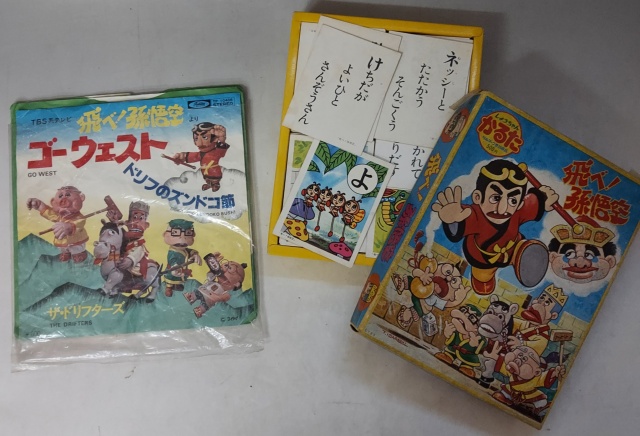 TBS系テレビ 飛べ!孫悟空 より
ゴー・ウェスト
GO WEST
ドリフのズンドコ節
ザ・ドリフターズ
THE DRIFTERS
けちだが
よいひと
さんぞうさん
ネッシーと
たたかう
そんごくう
よ
かるた
飛べ!
孫悟空